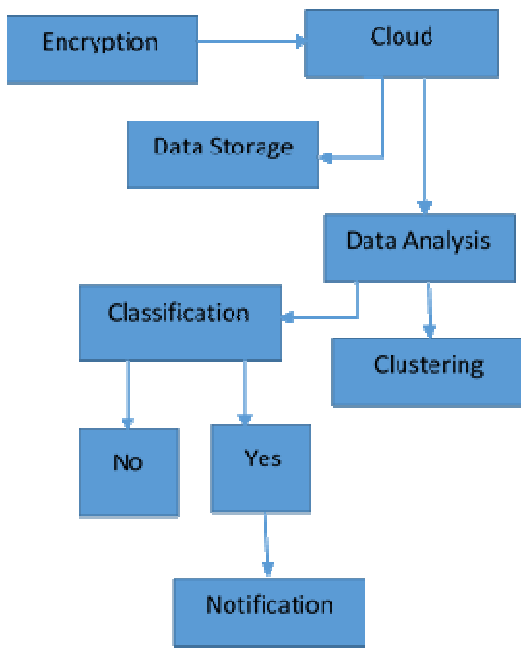 Encryption
Cloud
Data Storage
Data Analysis
Classification
Clustering
No
Yes
Notification